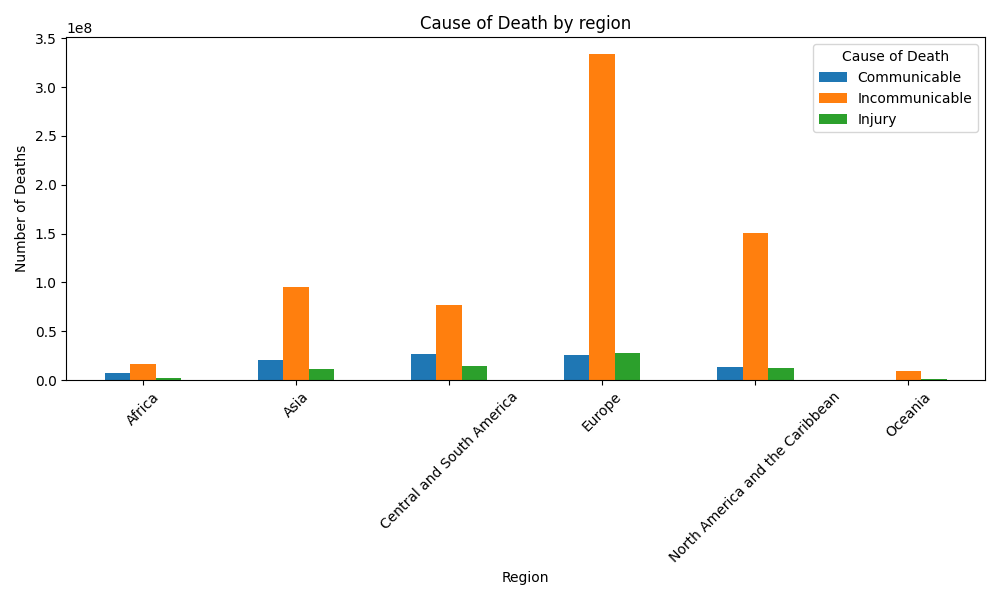 Cause of Death by region
1e8
3.5
3.0
2.5
2.0
1.5
1.0
0.5
0.0
Number of Deaths
Cause of Death
Communicable
Incommunicable
Injury
Africa
Asia
Central and South America
Europe
North America and the Caribbean
Oceania
Region